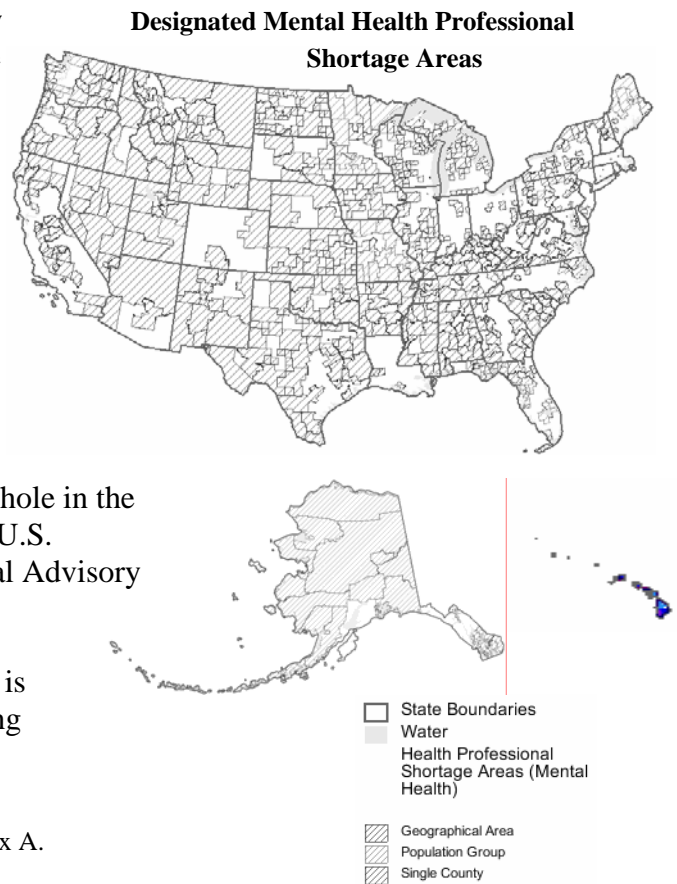 Designated Mental Health Professional
Shortage Areas
hole in the
U.S.
al Advisory
is
ng
x A.
State Boundaries
Water
Health Professional
Shortage Areas (Mental
Health)
Geographical Area
Population Group
Single County